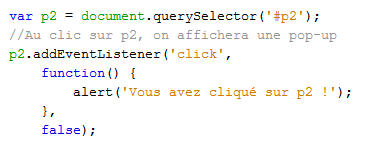 var p2 = document.querySelector('#p2');
//Au clic sur p2, on affichera une pop-up
p2.addEventListener('click',
    function() {
        alert('Vous avez cliqué sur p2 !');
    },
    false);